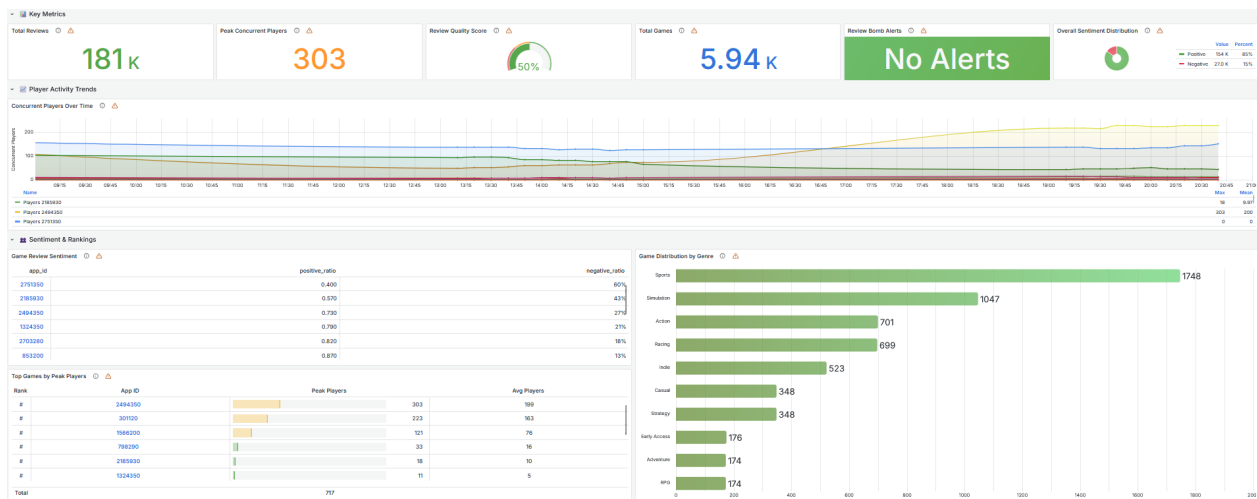 Key Metrics
Total Reviews
181 K
Peak Concurrent Players
303
Review Quality Score
50%
Total Games
5.94 K
Review Bomb Alerts
No Alerts
Overall Sentiment Distribution
Value Percent
Positive 154 K 85%
Negative 27.0 K 15%
Player Activity Trends
Concurrent Players Over Time
Concurrent Players
200
100
0
09:15 09:30 09:45 10:00 10:15 10:30 10:45 11:00 11:15 11:30 11:45 12:00 12:15 12:30 12:45 13:00 13:15 13:30 13:45 14:00 14:15 14:30 14:45 15:00 15:15 15:30 15:45 16:00 16:15 16:30 16:45 17:00 17:15 17:30 17:45 18:00 18:15 18:30 18:45 19:00 19:15 19:30 19:45 20:00 20:15 20:30 20:45 21:00
Name Max Mean
Players 2185930 18 9.97
Players 2494350 303 200
Players 2751350 0 0
Sentiment & Rankings
Game Review Sentiment
app_id positive_ratio negative_ratio
2751350 0.400 60%
2185930 0.570 43%
2494350 0.730 27%
1324350 0.790 21%
2703280 0.820 18%
853200 0.870 13%
Top Games by Peak Players
Rank App ID Peak Players Avg Players
# 2494350 303 199
# 301120 223 163
# 1566200 121 76
# 786290 33 16
# 2185930 18 10
# 1324350 11 5
Total 717
Game Distribution by Genre
Sports 1748
Simulation 1047
Action 701
Racing 699
Indie 523
Casual 348
Strategy 348
Early Access 176
Adventure 174
RPG 174
0 200 400 600 800 1000 1200 1400 1600 1800